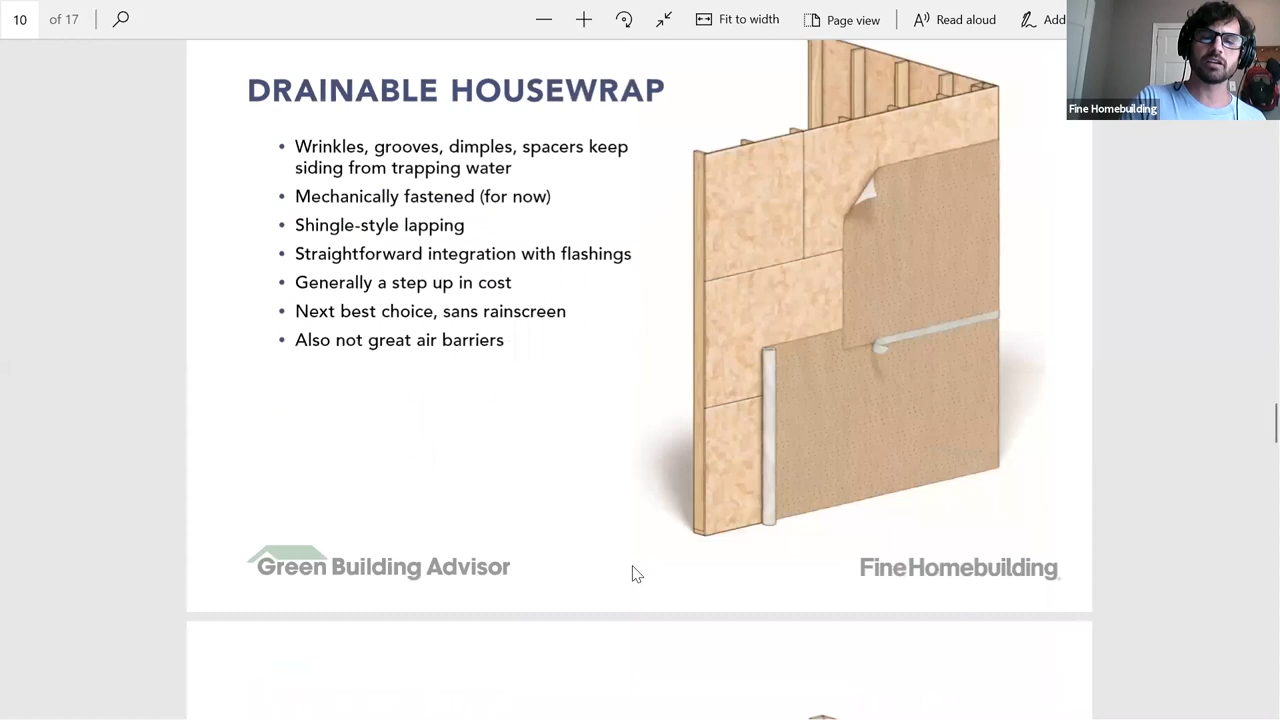 10 of 17
Fit to width
Page view
Read aloud
Add
Fine Homebuilding
DRAINABLE HOUSEWRAP
• Wrinkles, grooves, dimples, spacers keep
siding from trapping water
• Mechanically fastened (for now)
• Shingle-style lapping
• Straightforward integration with flashings
• Generally a step up in cost
• Next best choice, sans rainscreen
• Also not great air barriers
Green Building Advisor
FineHomebuilding